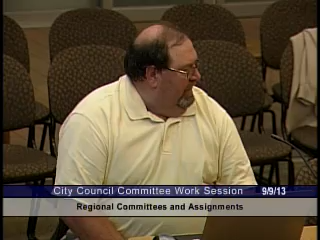 City Council Committee Work Session 9/9/13
Regional Committees and Assignments